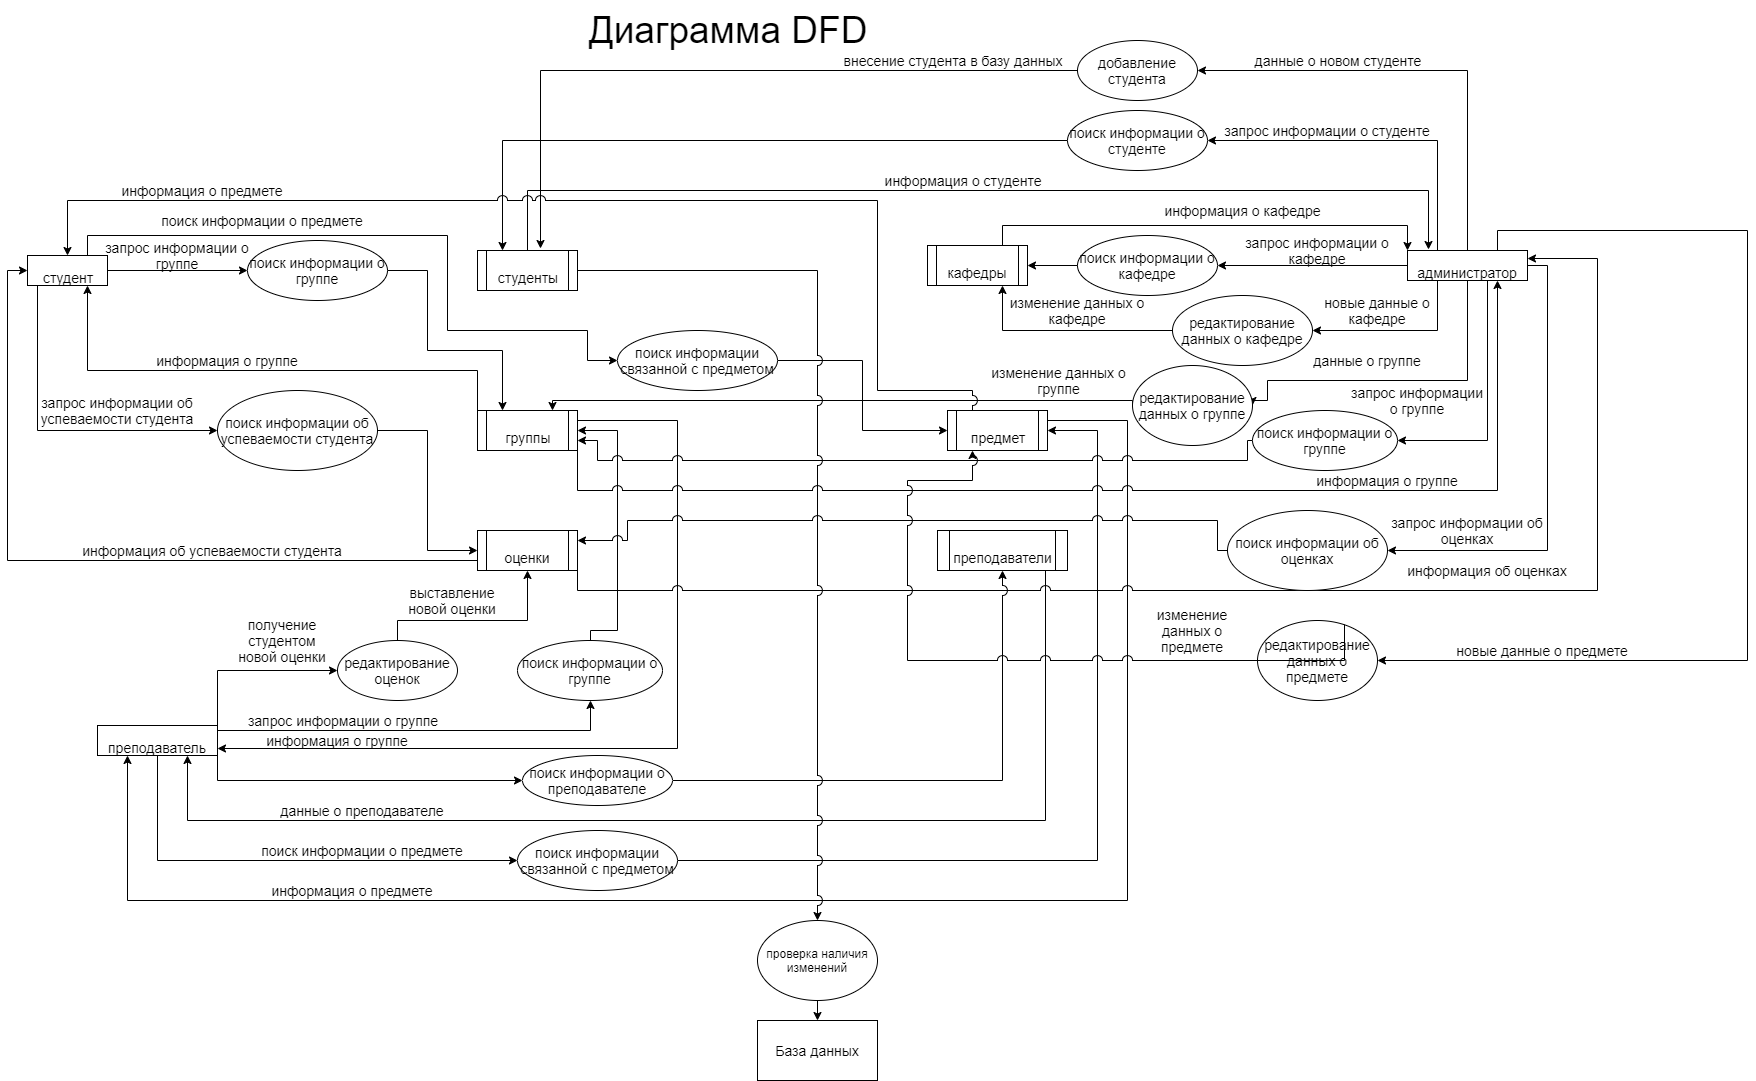 Диаграмма DFD
внесение студента в базу данных
добавление
студента
данные о новом студенте
поиск информации о
студенте
запрос информации о студенте
информация о предмете
информация о студенте
поиск информации о предмете
информация о кафедре
запрос информации о
группе
поиск информации о
группе
студент
студенты
кафедры
поиск информации о
кафедре
запрос информации о
кафедре
администратор
изменение данных о
кафедре
редактирование
данных о кафедре
новые данные о
кафедре
информация о группе
поиск информации
связанной с предметом
данные о группе
изменение данных о
группе
редактирование
данных о группе
запрос информации
о группе
запрос информации об
успеваемости студента
поиск информации об
успеваемости студента
группы
предмет
поиск информации о
группе
информация о группе
информация об успеваемости студента
оценки
преподаватели
поиск информации об
оценках
запрос информации об
оценках
информация об оценках
выставление
новой оценки
получение
студентом
новой оценки
редактирование
оценок
поиск информации о
группе
изменение
данных о
предмете
редактирование
данных о
предмете
новые данные о предмете
запрос информации о группе
преподаватель
информация о группе
поиск информации о
преподавателе
данные о преподавателе
поиск информации о предмете
поиск информации
связанной с предметом
информация о предмете
проверка наличия
изменений
База данных